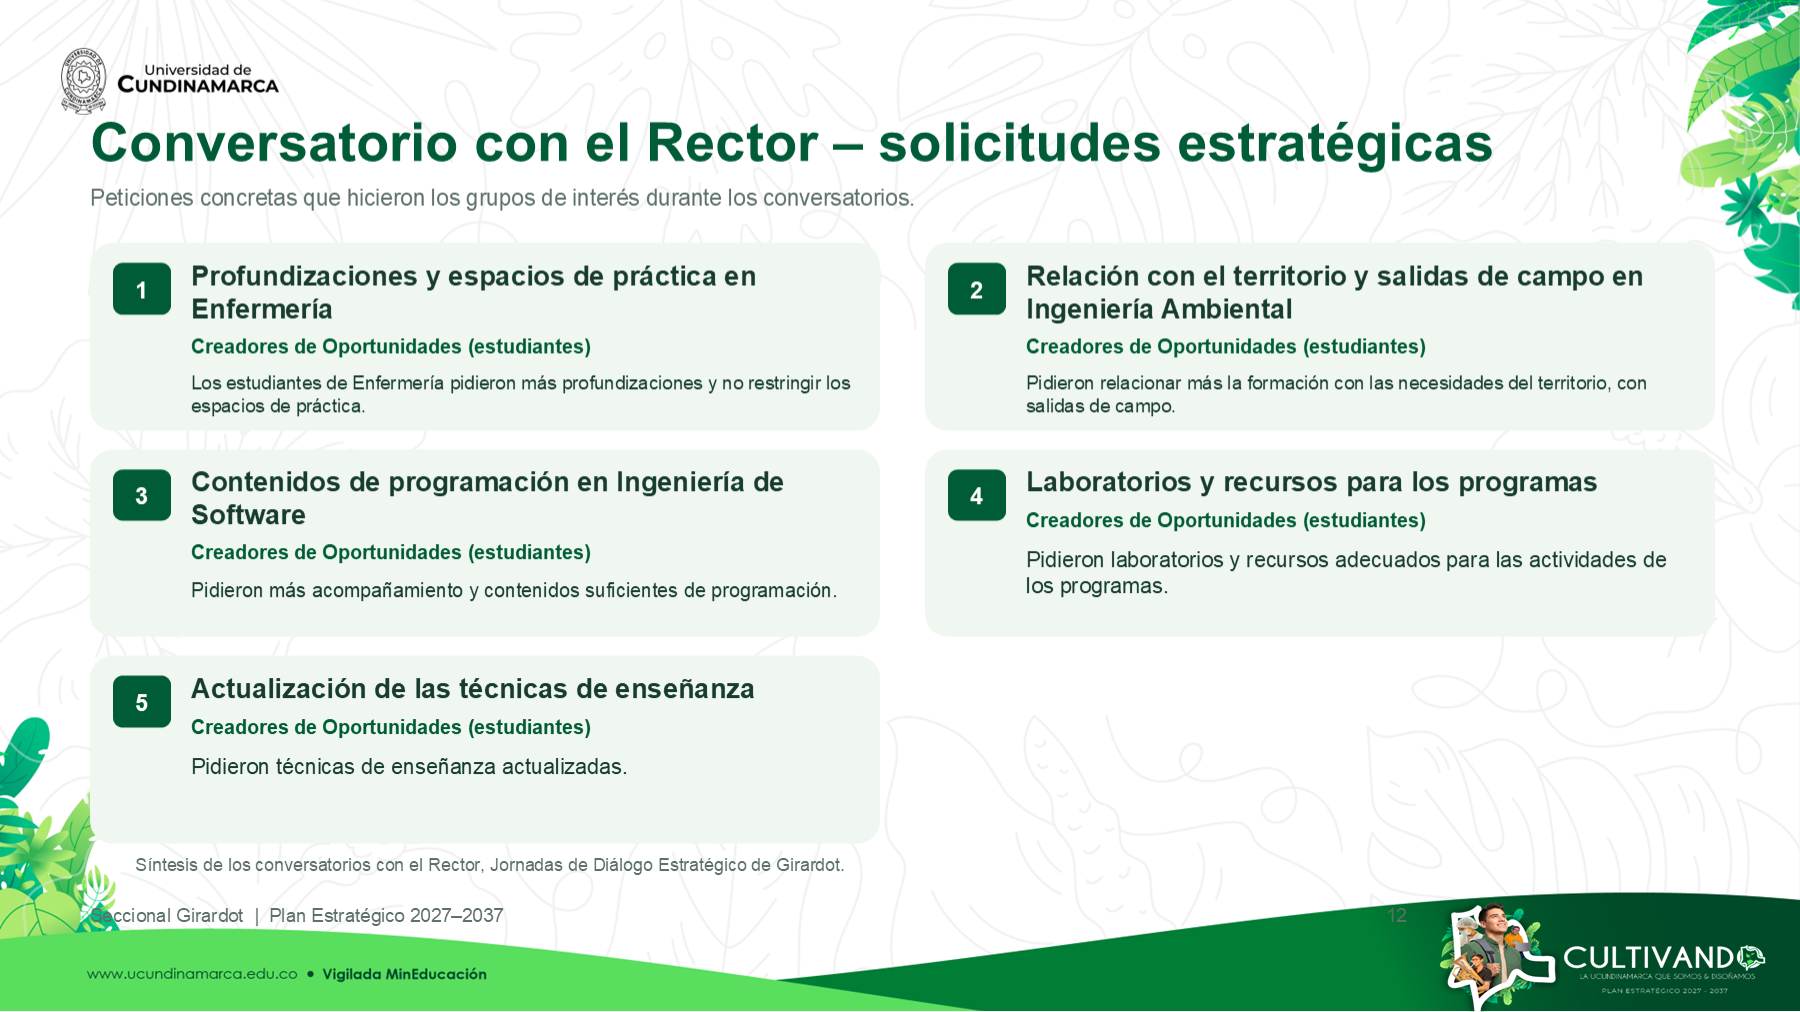 Universidad de
CUNDINAMARCA
Conversatorio con el Rector – solicitudes estratégicas
Peticiones concretas que hicieron los grupos de interés durante los conversatorios.
1
Profundizaciones y espacios de práctica en
Enfermería
Creadores de Oportunidades (estudiantes)
Los estudiantes de Enfermería pidieron más profundizaciones y no restringir los
espacios de práctica.
2
Relación con el territorio y salidas de campo en
Ingeniería Ambiental
Creadores de Oportunidades (estudiantes)
Pidieron relacionar más la formación con las necesidades del territorio, con
salidas de campo.
3
Contenidos de programación en Ingeniería de
Software
Creadores de Oportunidades (estudiantes)
Pidieron más acompañamiento y contenidos suficientes de programación.
4
Laboratorios y recursos para los programas
Creadores de Oportunidades (estudiantes)
Pidieron laboratorios y recursos adecuados para las actividades de
los programas.
5
Actualización de las técnicas de enseñanza
Creadores de Oportunidades (estudiantes)
Pidieron técnicas de enseñanza actualizadas.
Síntesis de los conversatorios con el Rector, Jornadas de Diálogo Estratégico de Girardot.
Seccional Girardot | Plan Estratégico 2027–2037
12
www.ucundinamarca.edu.co • Vigilada MinEducación
CULTIVANDO
LA UCUNDINAMARCA QUE SOMOS & DISOÑAMOS
PLAN ESTRATÉGICO 2027 - 2037